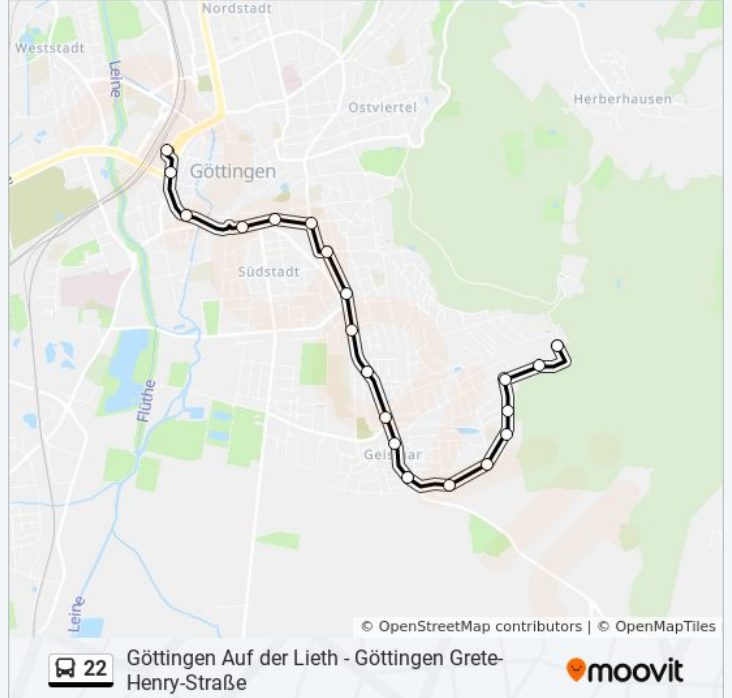 Nordstadt
Weststadt
Leine
Herberhausen
Ostviertel
Göttingen
Südstadt
Flüthe
Geismar
Leine
© OpenStreetMap contributors | © OpenMapTiles
22
Göttingen Auf der Lieth - Göttingen Grete-
Henry-Straße
moovit